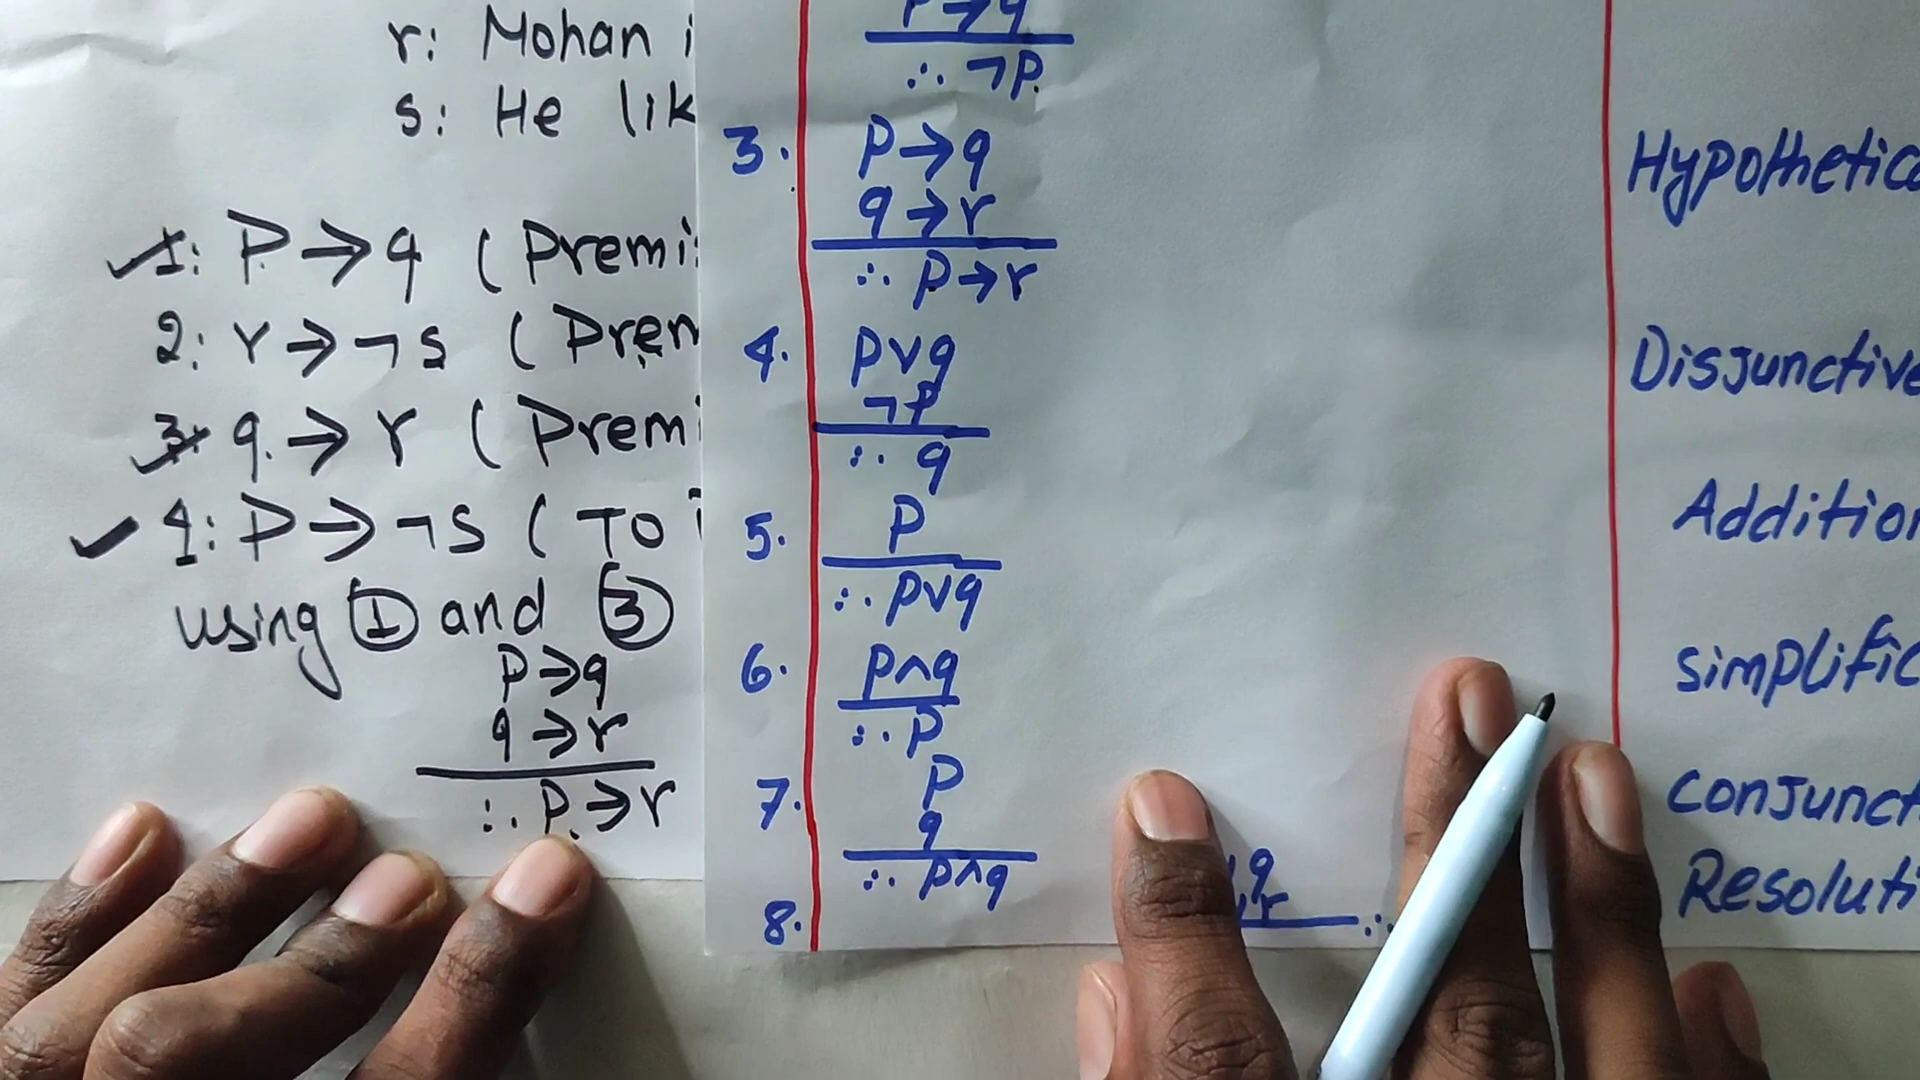 r: Mohan i
s: He lik
1: P → q ( Premi
2: r → ¬s ( Prem
3: q → r ( Premi
4: P → ¬s ( To
using ① and ③
P → q
q → r
∴ P → r
P → q
∴ ¬P.
3. P → q
q → r
∴ P → r
4. P ∨ q
¬P
∴ q
5. P
∴ P ∨ q
6. P ∧ q
∴ P
7. P
q
∴ P ∧ q
8.
Hypothetica
Disjunctive
Addition
simplific
conjunct
Resoluti